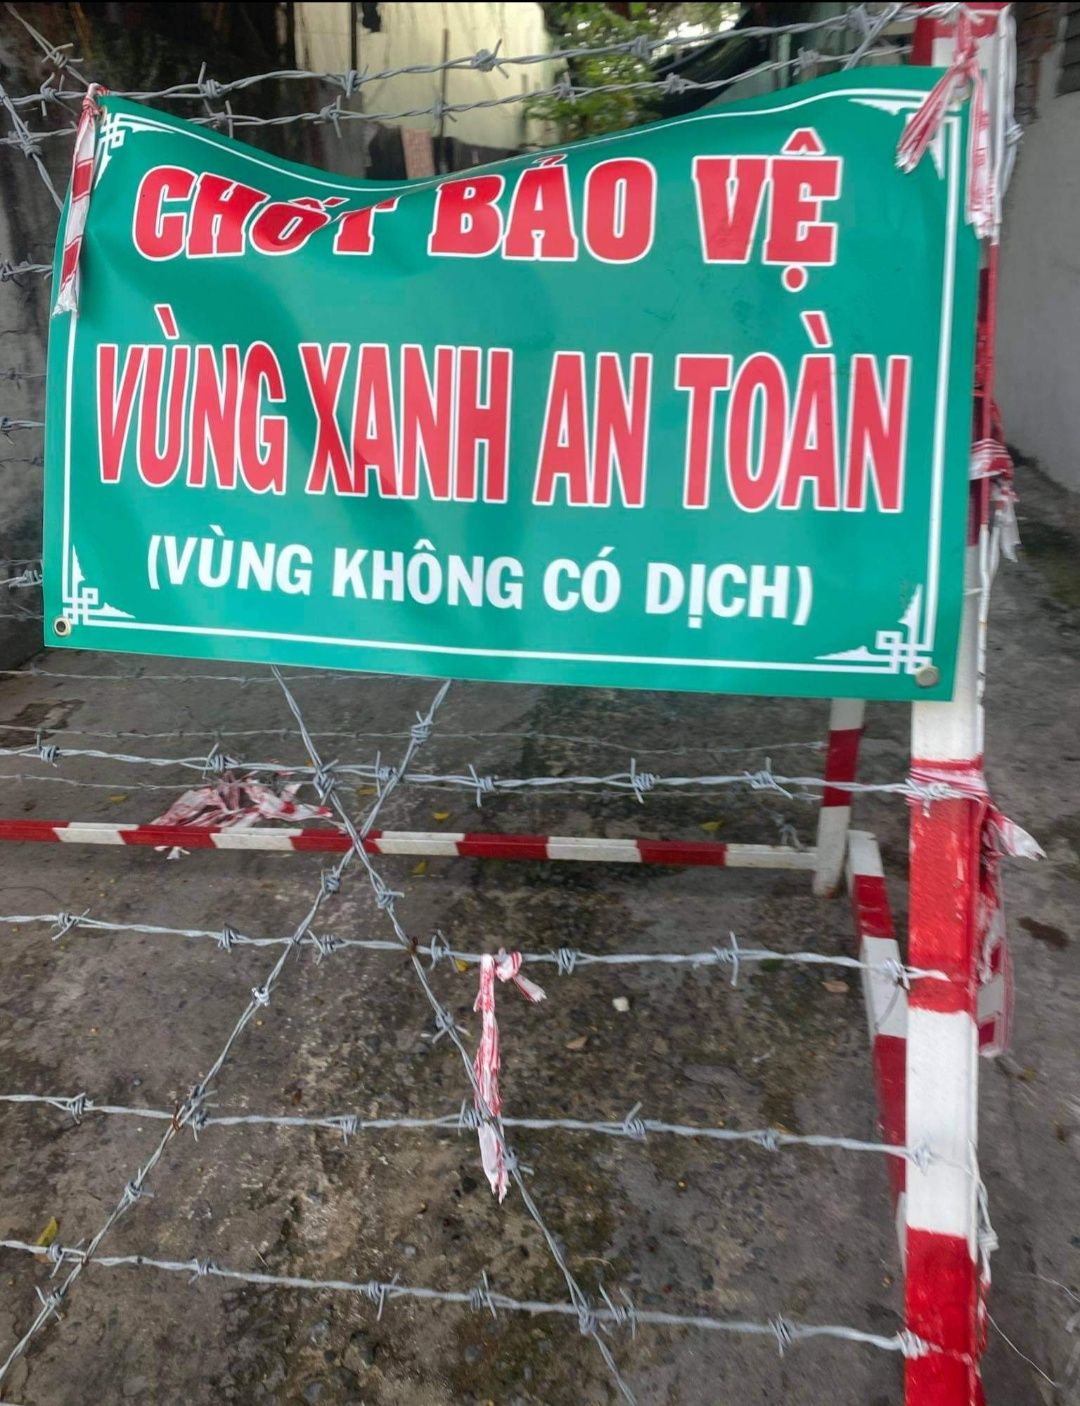 CHỐT BẢO VỆ
VÙNG XANH AN TOÀN
(VÙNG KHÔNG CÓ DỊCH)